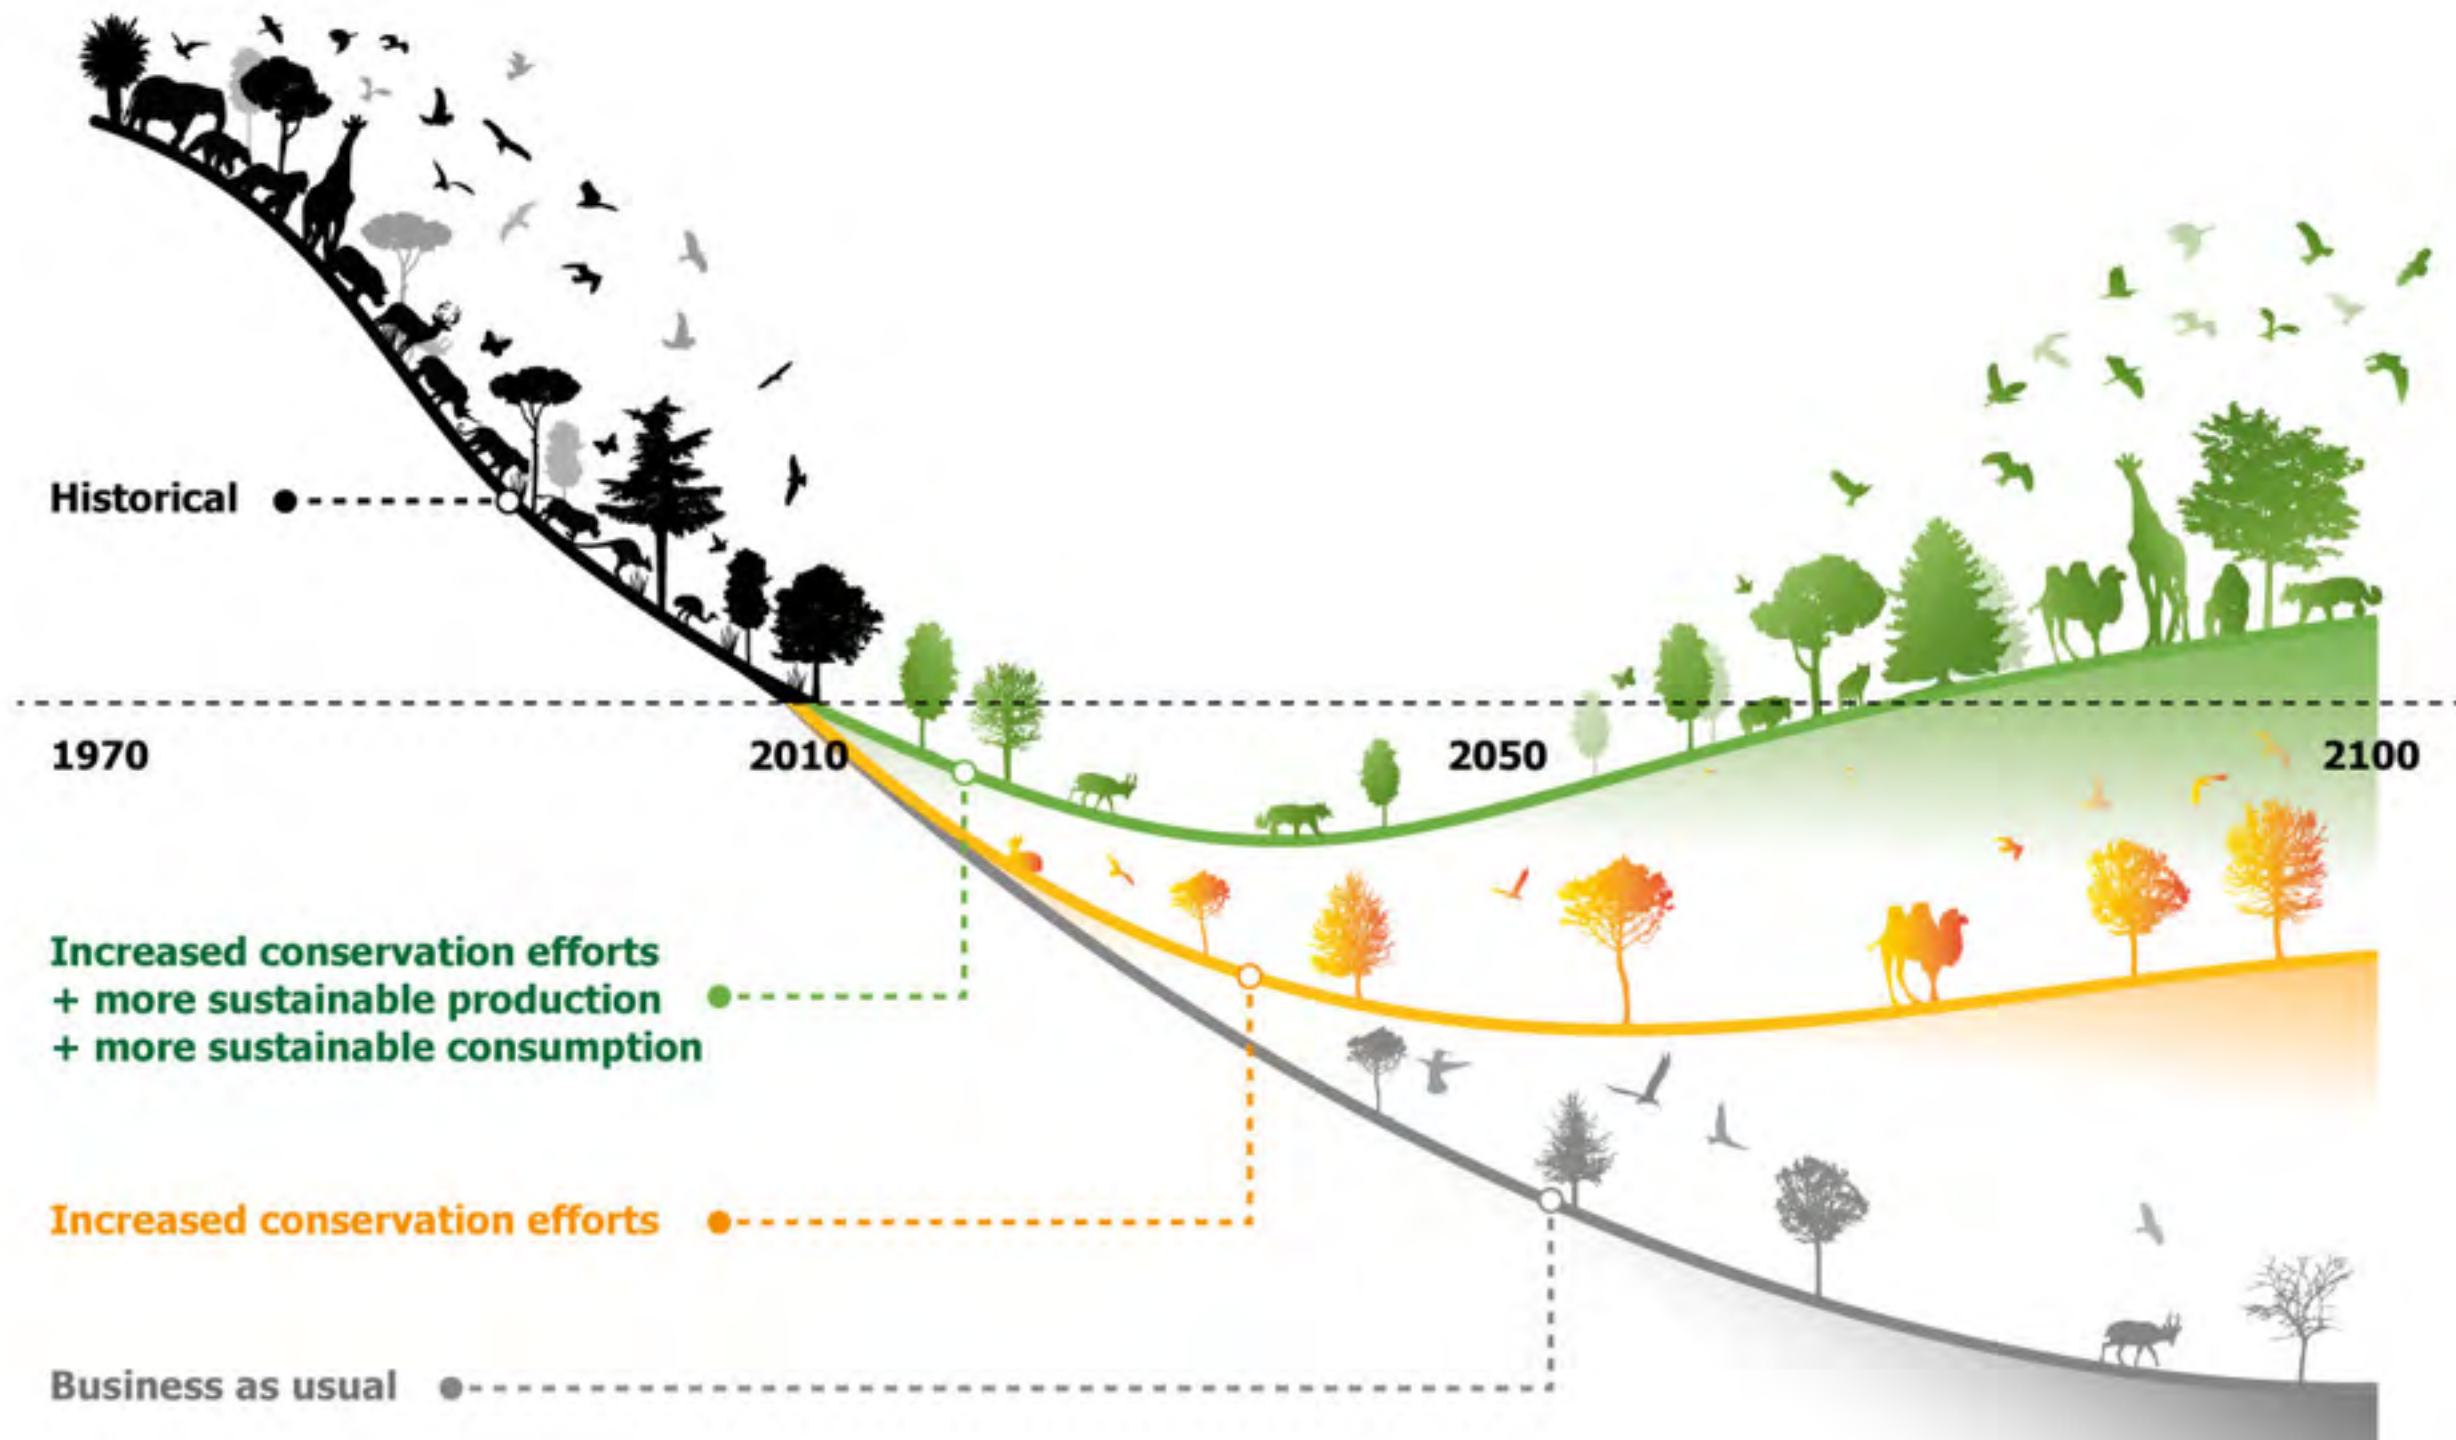 Historical
1970
2010
2050
2100
Increased conservation efforts
+ more sustainable production
+ more sustainable consumption
Increased conservation efforts
Business as usual